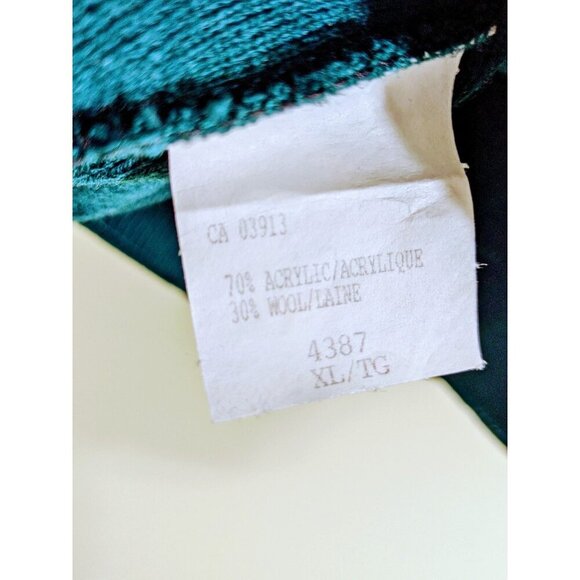 CA 03913
70% ACRYLIC/ACRYLIQUE
30% WOOL/LAINE
4387
XL/TG